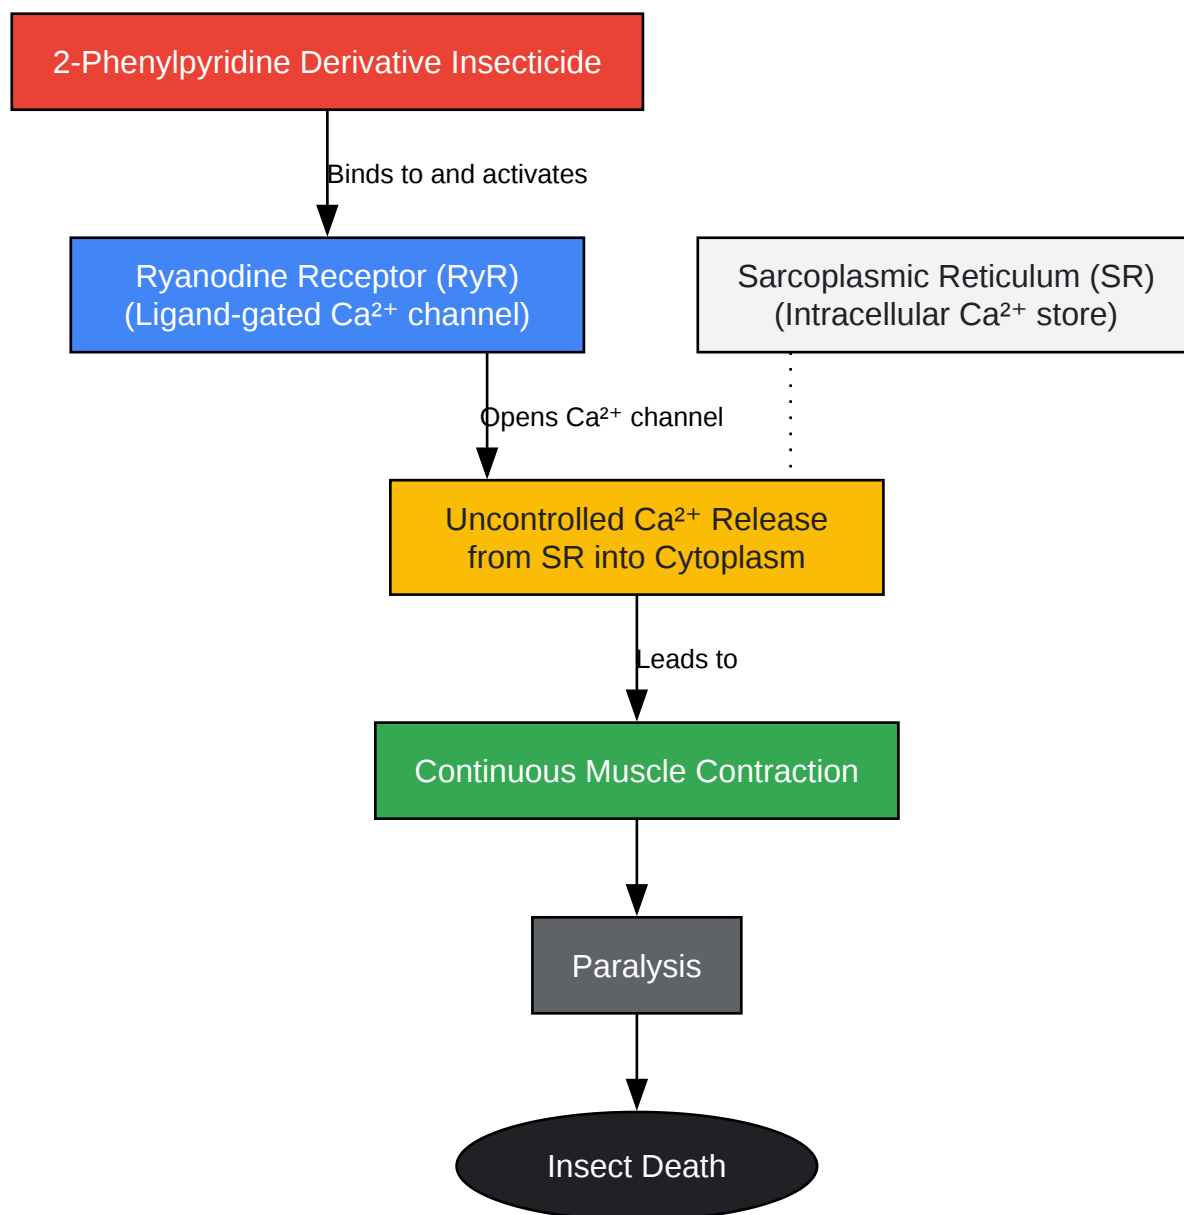 2-Phenylpyridine Derivative Insecticide
Binds to and activates
Ryanodine Receptor (RyR)
(Ligand-gated Ca²⁺ channel)
Sarcoplasmic Reticulum (SR)
(Intracellular Ca²⁺ store)
Opens Ca²⁺ channel
Uncontrolled Ca²⁺ Release
from SR into Cytoplasm
Leads to
Continuous Muscle Contraction
Paralysis
Insect Death